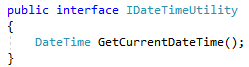 public interface IDateTimeUtility
{
    DateTime GetCurrentDateTime();
}